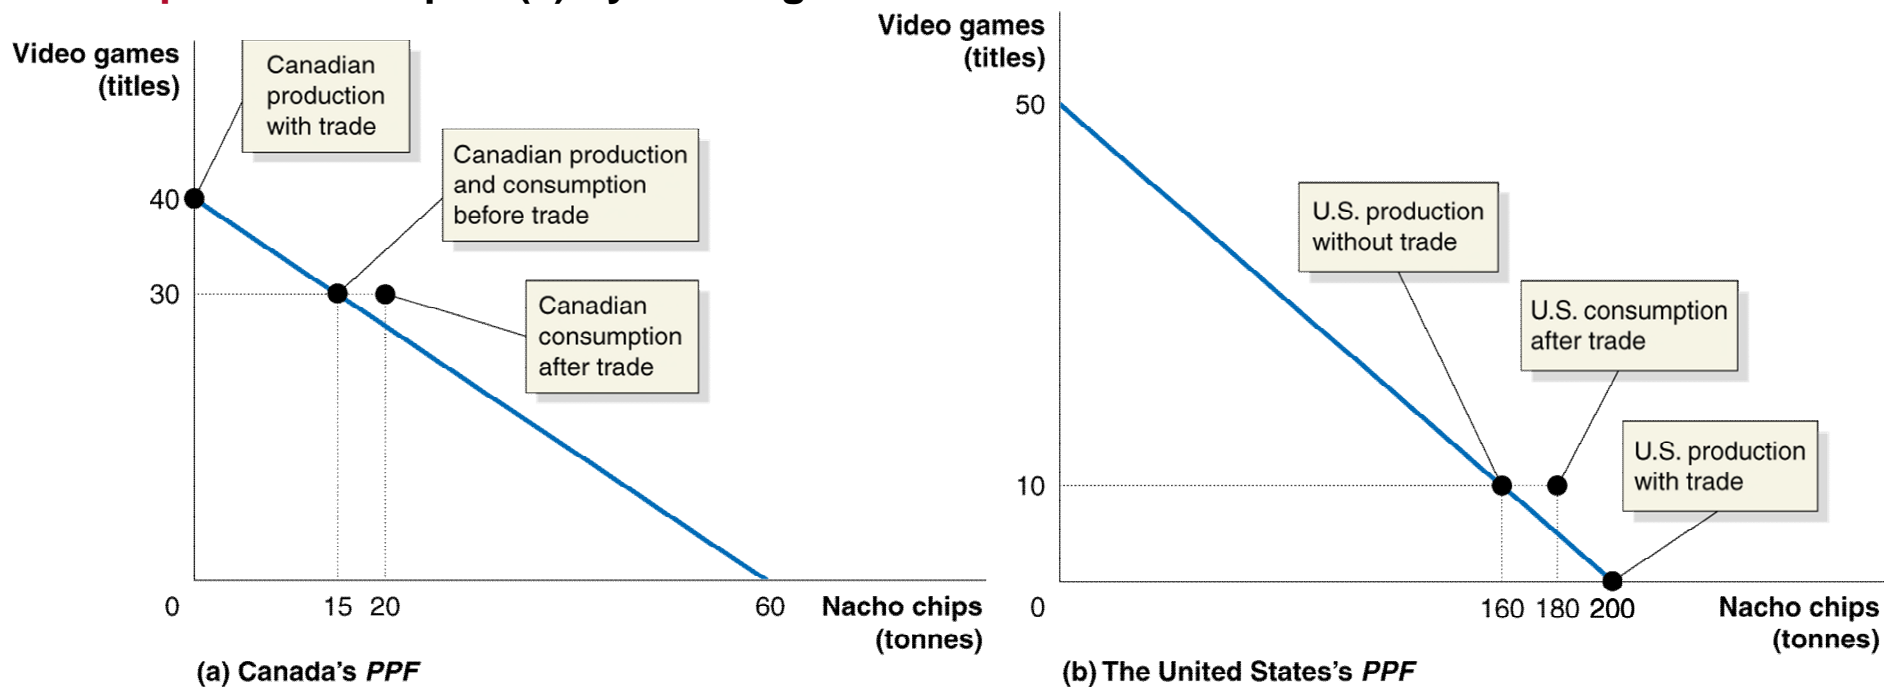 Video games
(titles)
Canadian
production
with trade
Canadian production
and consumption
before trade
Canadian
consumption
after trade
40
30
0
15 20
60
Nacho chips
(tonnes)
(a) Canada's PPF
Video games
(titles)
50
U.S. production
without trade
U.S. consumption
after trade
U.S. production
with trade
10
0
160 180 200
Nacho chips
(tonnes)
(b) The United States's PPF